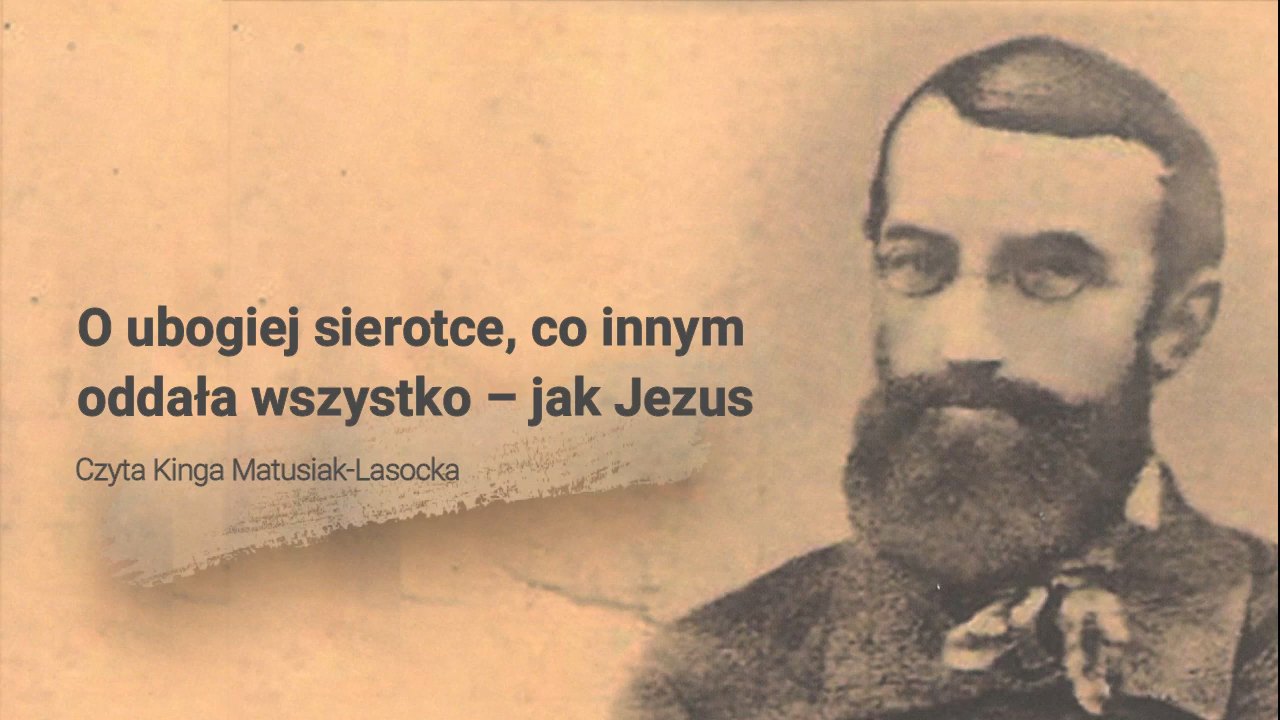 O ubogiej sierotce, co innym
oddała wszystko – jak Jezus
Czyta Kinga Matusiak-Lasocka